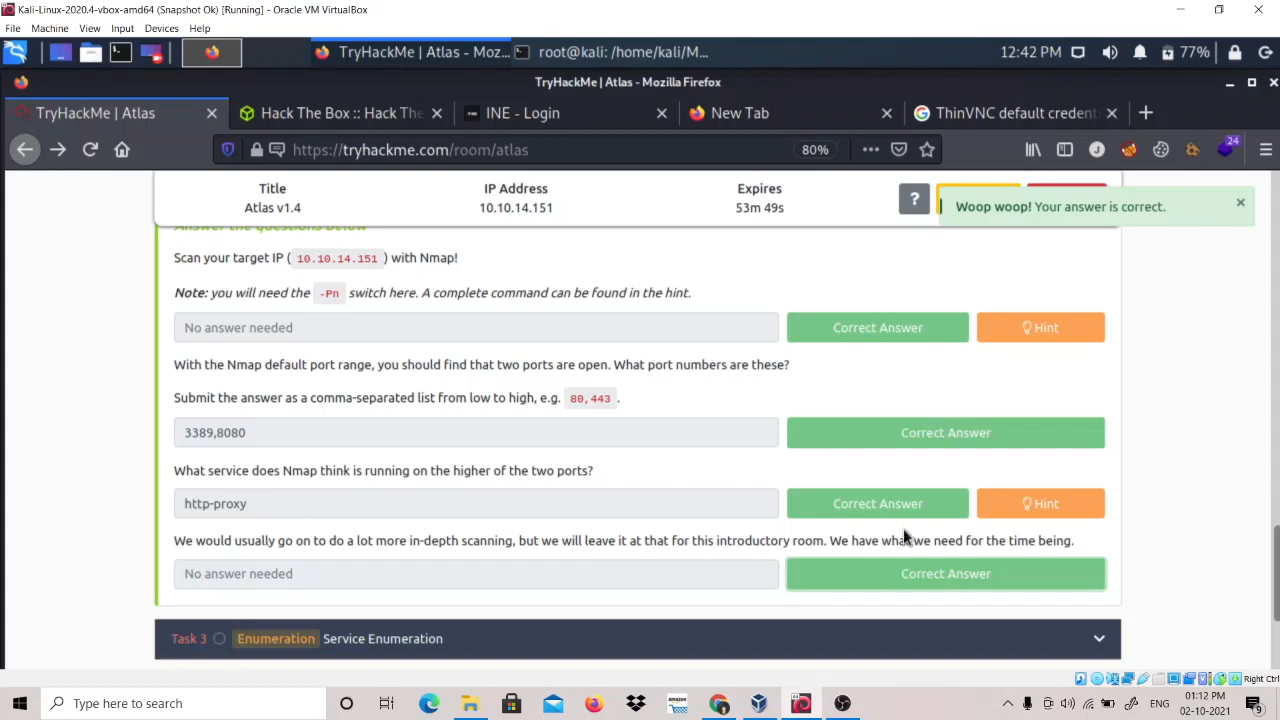 Kali-Linux-2020.4-vbox-amd64 (Snapshot Ok) [Running] - Oracle VM VirtualBox
File Machine View Input Devices Help
TryHackMe | Atlas - Moz... root@kali: /home/kali/M... 12:42 PM 77%
TryHackMe | Atlas - Mozilla Firefox
TryHackMe | Atlas Hack The Box :: Hack The INE - Login New Tab ThinVNC default credent
https://tryhackme.com/room/atlas 80% 24
Title IP Address Expires
Atlas v1.4 10.10.14.151 53m 49s
?
Woop woop! Your answer is correct.
Answer the questions below
Scan your target IP ( 10.10.14.151 ) with Nmap!
Note: you will need the -Pn switch here. A complete command can be found in the hint.
No answer needed Correct Answer Hint
With the Nmap default port range, you should find that two ports are open. What port numbers are these?
Submit the answer as a comma-separated list from low to high, e.g. 80,443 .
3389,8080 Correct Answer
What service does Nmap think is running on the higher of the two ports?
http-proxy Correct Answer Hint
We would usually go on to do a lot more in-depth scanning, but we will leave it at that for this introductory room. We have what we need for the time being.
No answer needed Correct Answer
Task 3 Enumeration Service Enumeration
Right Ctrl
Type here to search
ENG 01:12 PM
02-10-2021 9